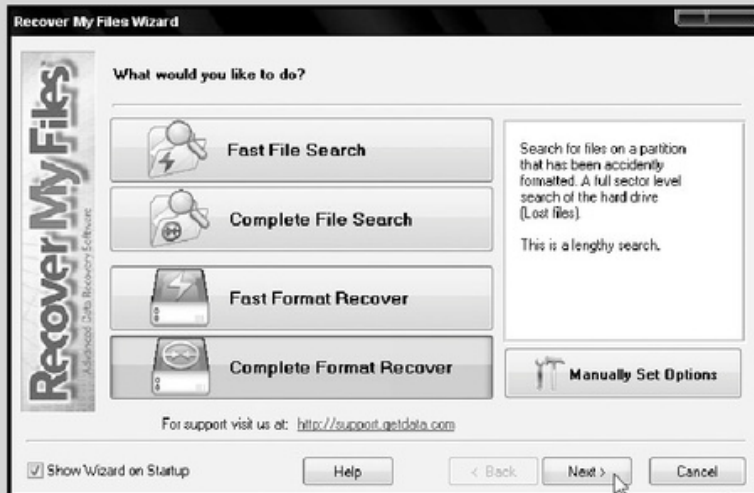 Recover My Files Wizard
Recover My Files
Advanced Data Recovery Software
What would you like to do?
Fast File Search
Complete File Search
Fast Format Recover
Complete Format Recover
Search for files on a partition
that has been accidently
formatted. A full sector level
search of the hard drive
(Lost files).
This is a lengthy search.
Manually Set Options
For support visit us at: http://support.getdata.com
Show Wizard on Startup
Help
< Back
Next >
Cancel